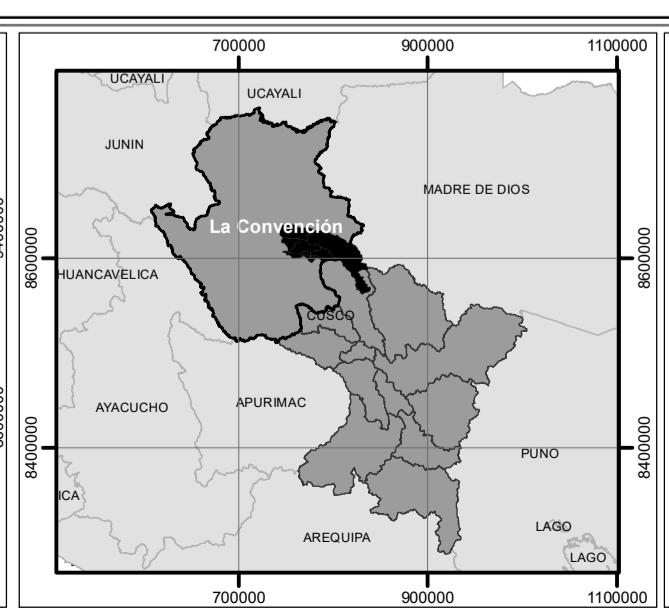 700000 900000 1100000
UCAYALI
UCAYALI
JUNIN
MADRE DE DIOS
La Convención
8600000
8600000
HUANCAVELICA
CUSCO
AYACUCHO
APURIMAC
8400000
8400000
PUNO
ICA
LAGO
AREQUIPA
LAGO
700000 900000 1100000